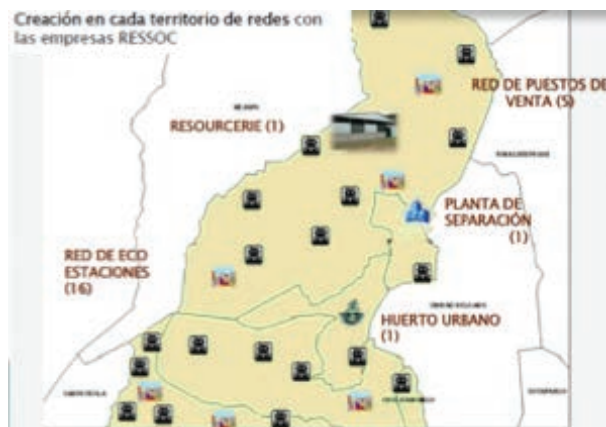 Creación en cada territorio de redes con
las empresas RESSOC
RED DE PUESTOS DE
VENTA (5)
RESOURCERIE (1)
PLANTA DE
SEPARACIÓN
(1)
RED DE ECO
ESTACIONES
(16)
HUERTO URBANO
(1)